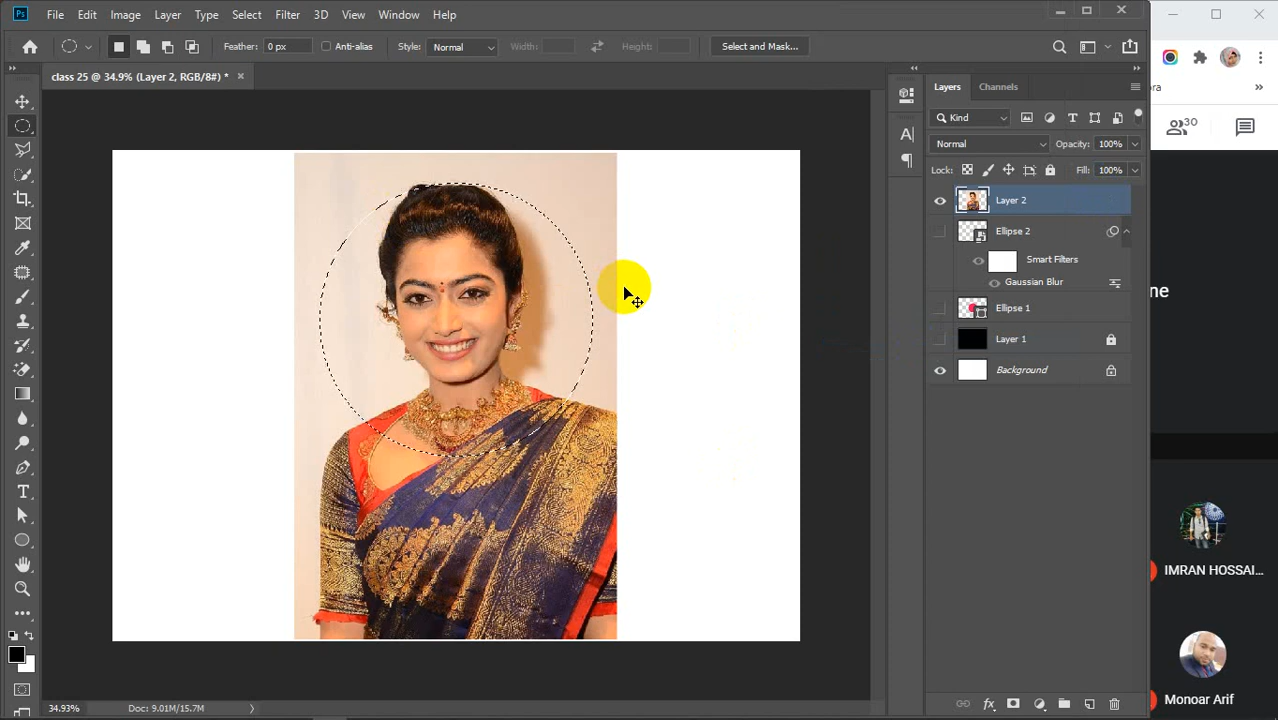 Ps File Edit Image Layer Type Select Filter 3D View Window Help
Feather: 0 px Anti-alias Style: Normal Width: Height: Select and Mask...
class 25 @ 34.9% (Layer 2, RGB/8#) * ×
Layers Channels
Kind
Normal Opacity: 100%
Lock: Fill: 100%
Layer 2
Ellipse 2
Smart Filters
Gaussian Blur
Ellipse 1
Layer 1
Background
34.93% Doc: 9.01M/15.7M
ora
30
ne
IMRAN HOSSAI...
Monoar Arif